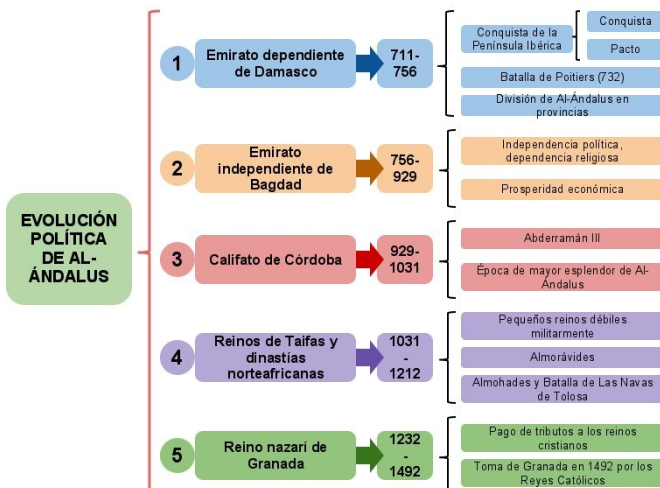 EVOLUCIÓN
POLÍTICA
DE AL-
ÁNDALUS
1
Emirato dependiente
de Damasco
711-
756
Conquista de la
Península Ibérica
Conquista
Pacto
Batalla de Poitiers (732)
División de Al-Ándalus en
provincias
2
Emirato
independiente de
Bagdad
756-
929
Independencia política,
dependencia religiosa
Prosperidad económica
3
Califato de Córdoba
929-
1031
Abderramán III
Época de mayor esplendor de Al-
Ándalus
4
Reinos de Taifas y
dinastías
norteafricanas
1031
-
1212
Pequeños reinos débiles
militarmente
Almorávides
Almohades y Batalla de Las Navas
de Tolosa
5
Reino nazarí de
Granada
1232
-
1492
Pago de tributos a los reinos
cristianos
Toma de Granada en 1492 por los
Reyes Católicos